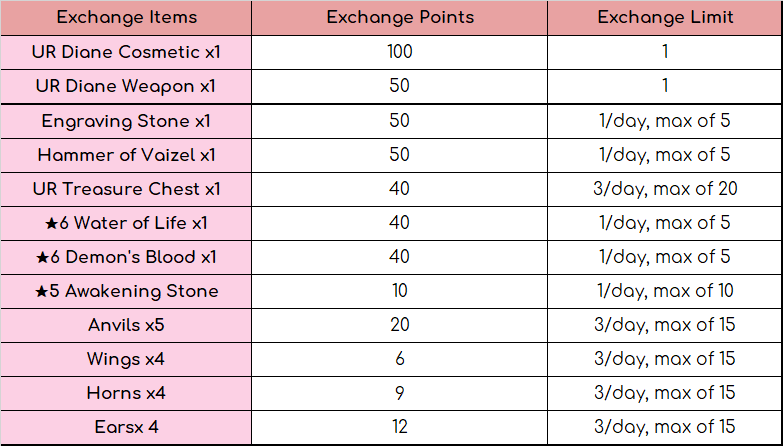 Exchange Items Exchange Points Exchange Limit
UR Diane Cosmetic x1 100 1
UR Diane Weapon x1 50 1
Engraving Stone x1 50 1/day, max of 5
Hammer of Vaizel x1 50 1/day, max of 5
UR Treasure Chest x1 40 3/day, max of 20
★6 Water of Life x1 40 1/day, max of 5
★6 Demon's Blood x1 40 1/day, max of 5
★5 Awakening Stone 10 1/day, max of 10
Anvils x5 20 3/day, max of 15
Wings x4 6 3/day, max of 15
Horns x4 9 3/day, max of 15
Earsx 4 12 3/day, max of 15